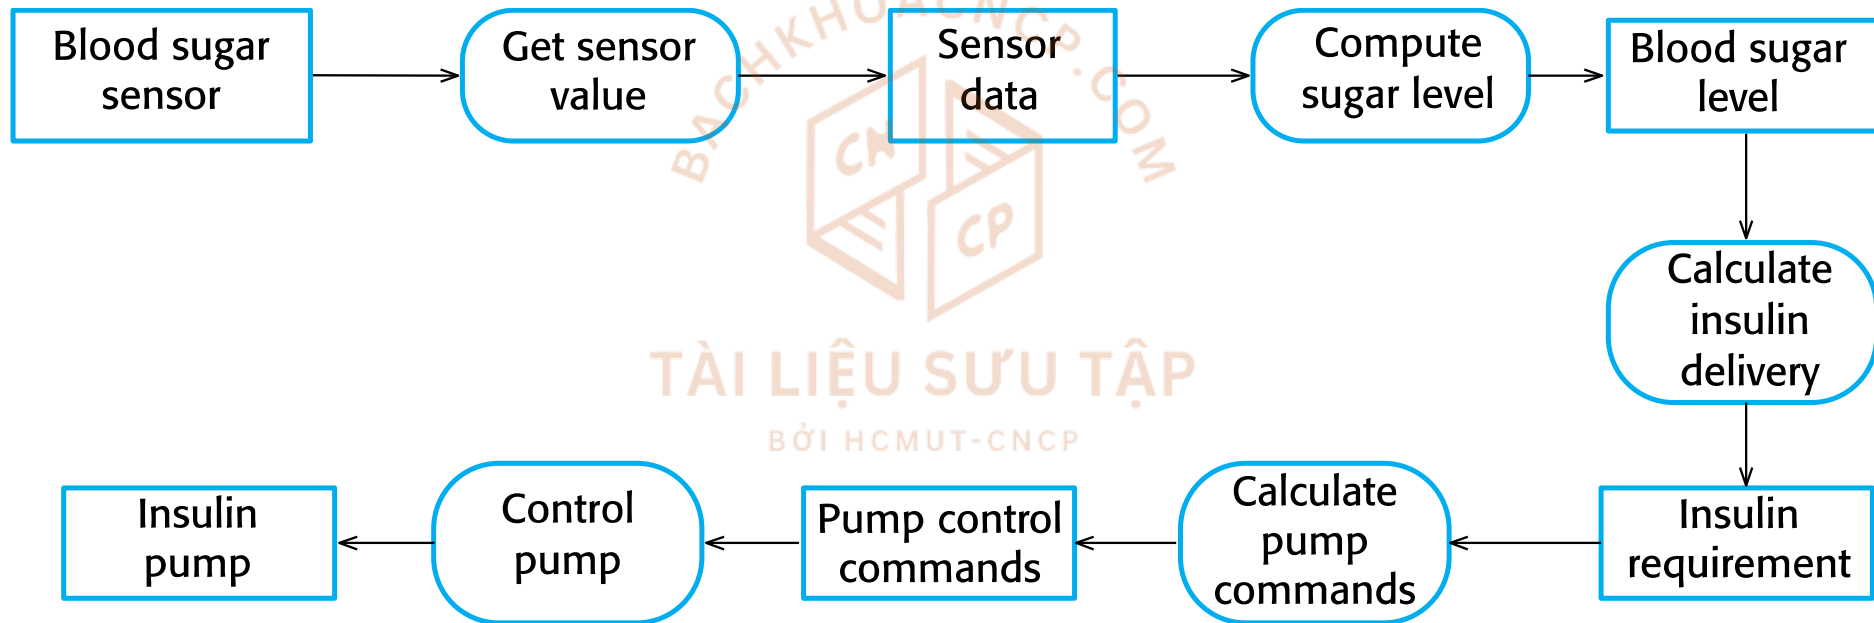 Blood sugar
sensor
Get sensor
value
Sensor
data
Compute
sugar level
Blood sugar
level
Calculate
insulin
delivery
Insulin
requirement
Calculate
pump
commands
Pump control
commands
Control
pump
Insulin
pump
BACHKHOACNCP.COM
CN
CP
TÀI LIỆU SƯU TẬP
BỞI HCMUT-CNCP